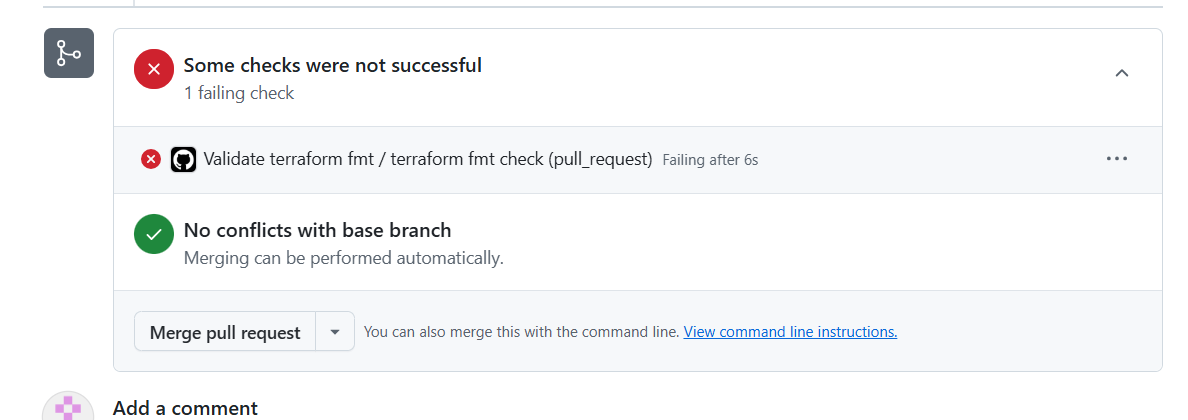 Some checks were not successful
1 failing check
Validate terraform fmt / terraform fmt check (pull_request) Failing after 6s
No conflicts with base branch
Merging can be performed automatically.
Merge pull request You can also merge this with the command line. View command line instructions.
Add a comment